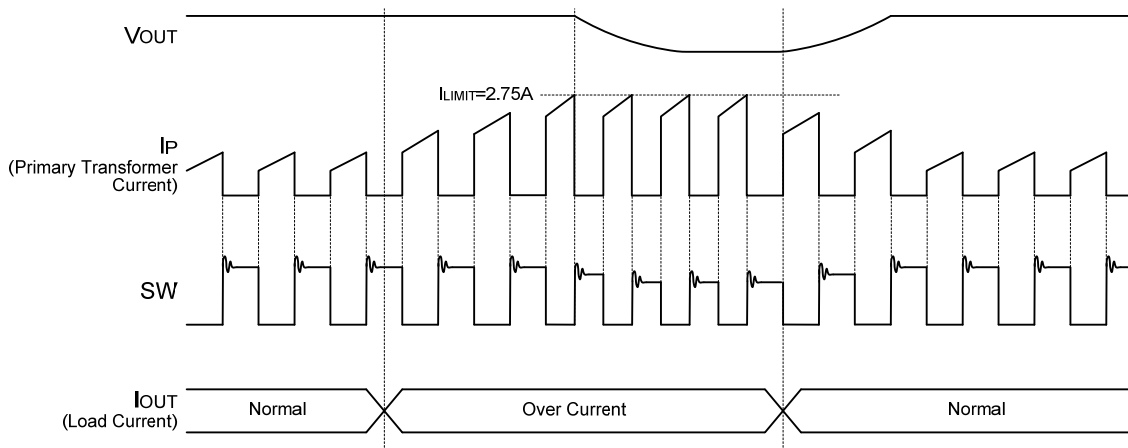 VOUT
ILIMIT=2.75A
IP
(Primary Transformer
Current)
SW
IOUT
(Load Current)
Normal
Over Current
Normal